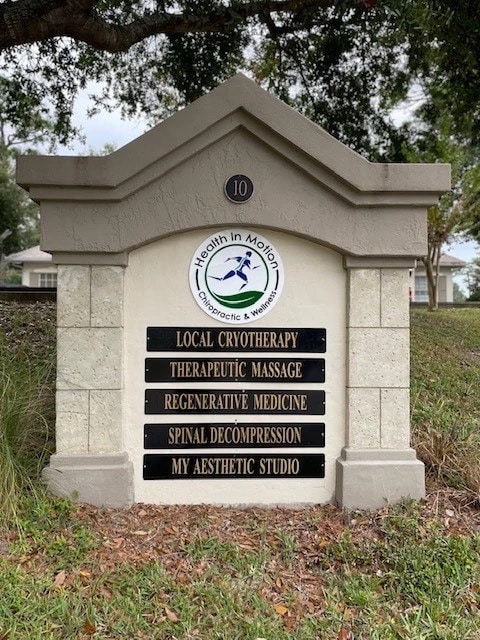 10
Health in Motion
Chiropractic & Wellness
LOCAL CRYOTHERAPY
THERAPEUTIC MASSAGE
REGENERATIVE MEDICINE
SPINAL DECOMPRESSION
MY AESTHETIC STUDIO